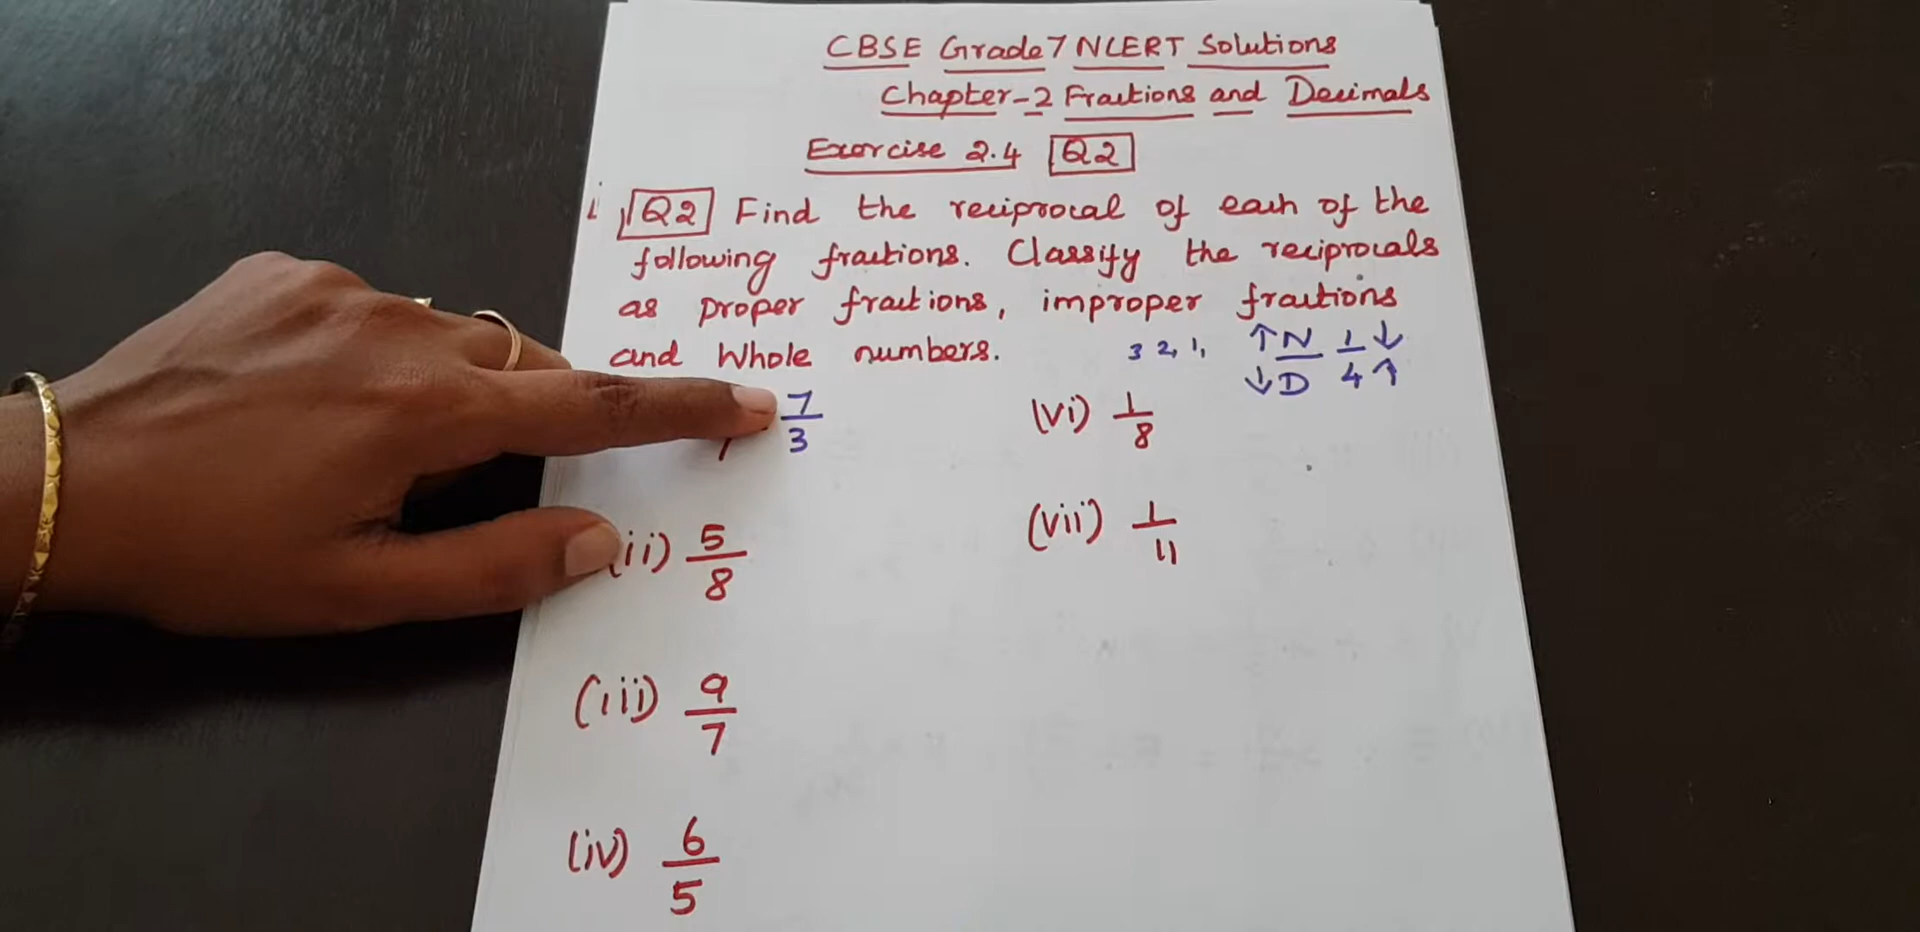 CBSE Grade 7 NCERT Solutions
Chapter-2 Fractions and Decimals
Exercise 2.4 Q2
Q2 Find the reciprocal of each of the
following fractions. Classify the reciprocals
as proper fractions, improper fractions
and Whole numbers. 3 2, 1, ↑N/↓D 1/4 ↓↑
7/3
(vi) 1/8
(ii) 5/8
(vii) 1/11
(iii) 9/7
(iv) 6/5